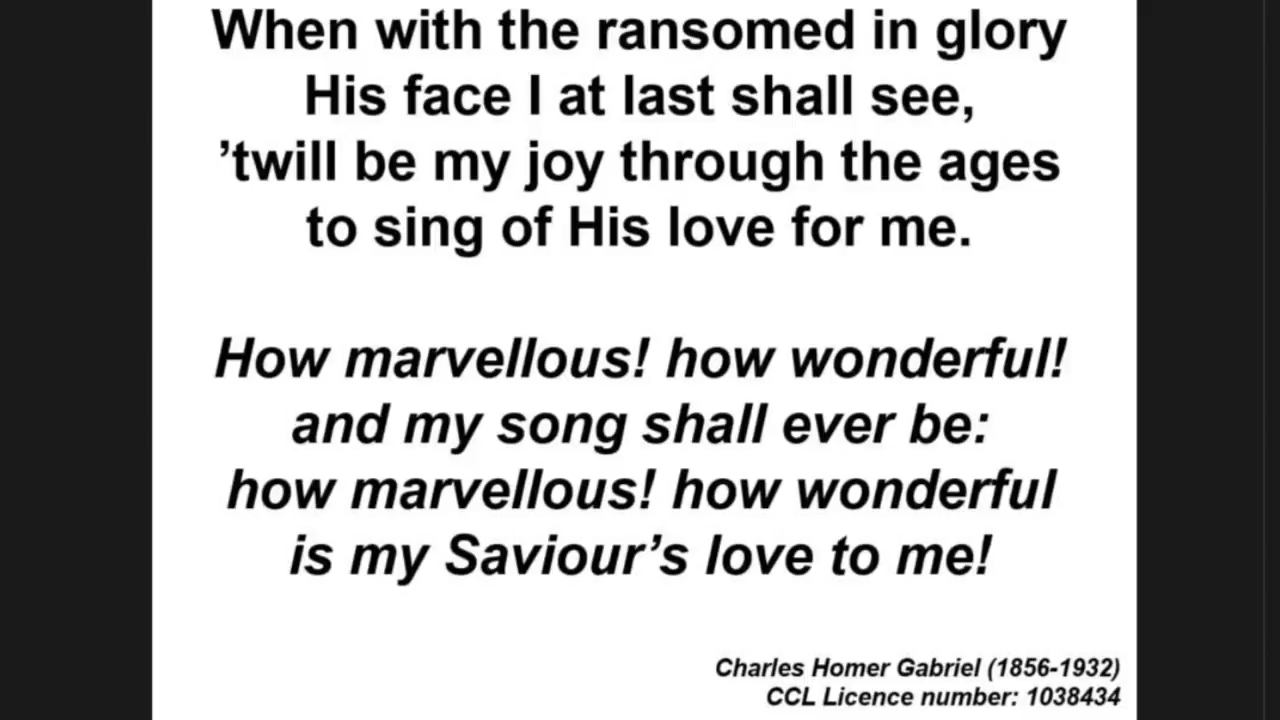 When with the ransomed in glory
His face I at last shall see,
’twill be my joy through the ages
to sing of His love for me.
How marvellous! how wonderful!
and my song shall ever be:
how marvellous! how wonderful
is my Saviour’s love to me!
Charles Homer Gabriel (1856-1932)
CCL Licence number: 1038434